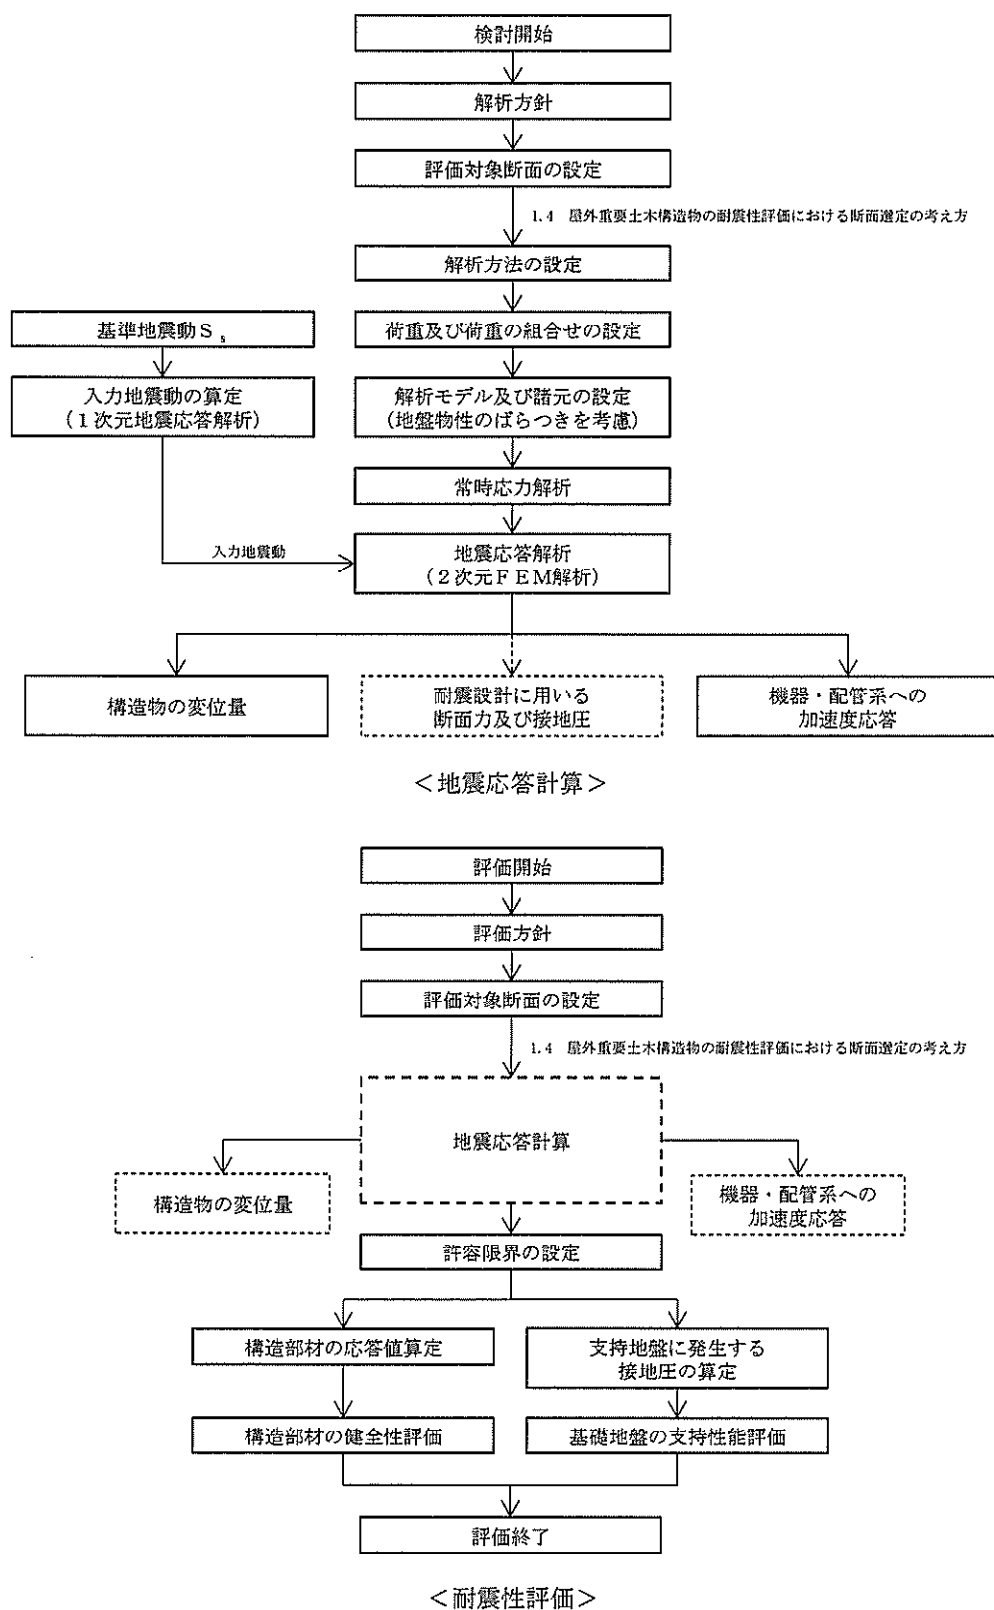 検討開始
解析方針
評価対象断面の設定
1.4 屋外重要土木構造物の耐震性評価における断面選定の考え方
解析方法の設定
基準地震動Ss
荷重及び荷重の組合せの設定
入力地震動の算定
(1次元地震応答解析)
解析モデル及び諸元の設定
(地盤物性のばらつきを考慮)
常時応力解析
入力地震動
地震応答解析
(2次元FEM解析)
構造物の変位量
耐震設計に用いる
断面力及び接地圧
機器・配管系への
加速度応答
<地震応答計算>
評価開始
評価方針
評価対象断面の設定
1.4 屋外重要土木構造物の耐震性評価における断面選定の考え方
地震応答計算
構造物の変位量
機器・配管系への
加速度応答
許容限界の設定
構造部材の応答値算定
支持地盤に発生する
接地圧の算定
構造部材の健全性評価
基礎地盤の支持性能評価
評価終了
<耐震性評価>